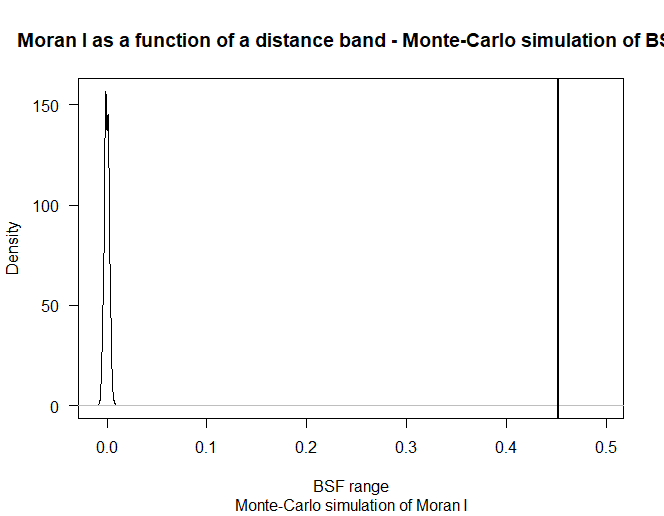 Moran I as a function of a distance band - Monte-Carlo simulation of BS
150
100
50
0
Density
0.0 0.1 0.2 0.3 0.4 0.5
BSF range
Monte-Carlo simulation of Moran I